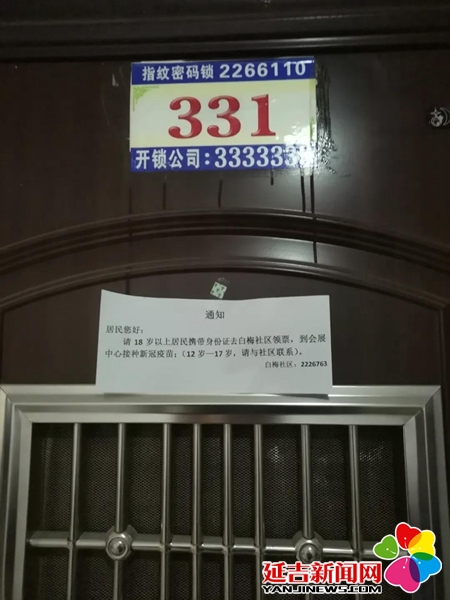 指纹密码锁 2266110
331
开锁公司:333333
通知
居民您好:
请 18 岁以上居民携带身份证去白梅社区领票,到会展
中心接种新冠疫苗;(12 岁—17 岁,请与社区联系)。
白梅社区:2226763
延吉新闻网
YANJINEWS.COM